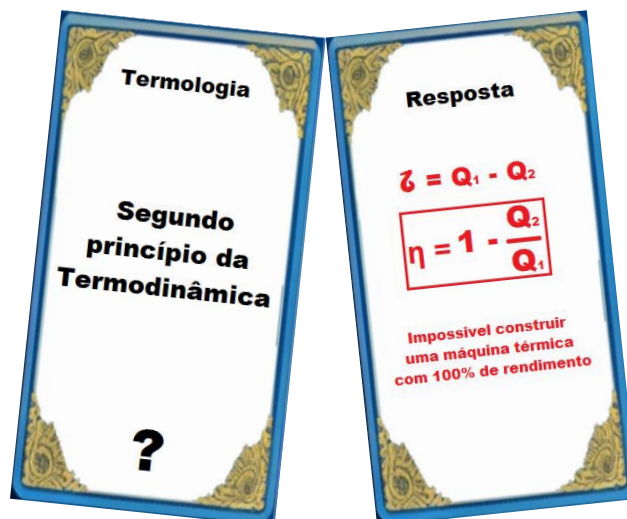 Termologia
Segundo
princípio da
Termodinâmica
?
Resposta
𝛇 = Q₁ - Q₂
η = 1 - Q₂/Q₁
Impossivel construir
uma máquina térmica
com 100% de rendimento